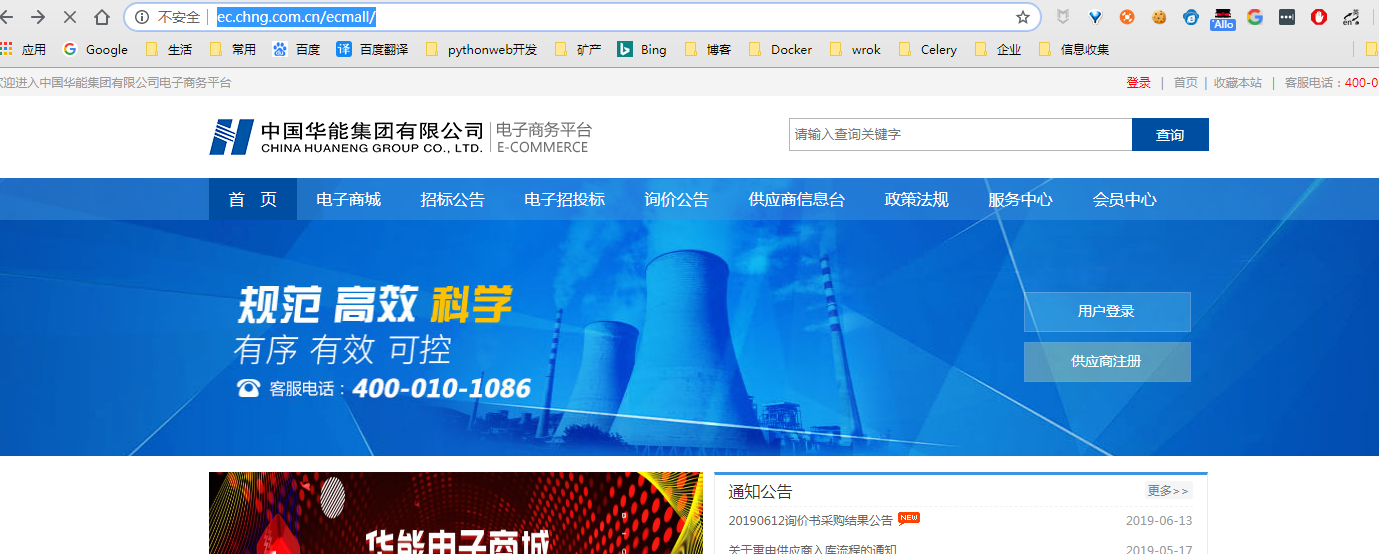 不安全 ec.chng.com.cn/ecmall/
'Allo
en
应用 Google 生活 常用 百度 译 百度翻译 pythonweb开发 矿产 Bing 博客 Docker wrok Celery 企业 信息收集
迎进入中国华能集团有限公司电子商务平台
登录 | 首页 | 收藏本站 | 客服电话：400-0
中国华能集团有限公司 电子商务平台
CHINA HUANENG GROUP CO., LTD. E-COMMERCE
请输入查询关键字 查询
首 页 电子商城 招标公告 电子招投标 询价公告 供应商信息台 政策法规 服务中心 会员中心
规范 高效 科学
有序 有效 可控
客服电话：400-010-1086
用户登录
供应商注册
华能电子商城
通知公告 更多>>
20190612询价书采购结果公告 NEW 2019-06-13
关于重申供应商入库流程的通知 2019-05-17